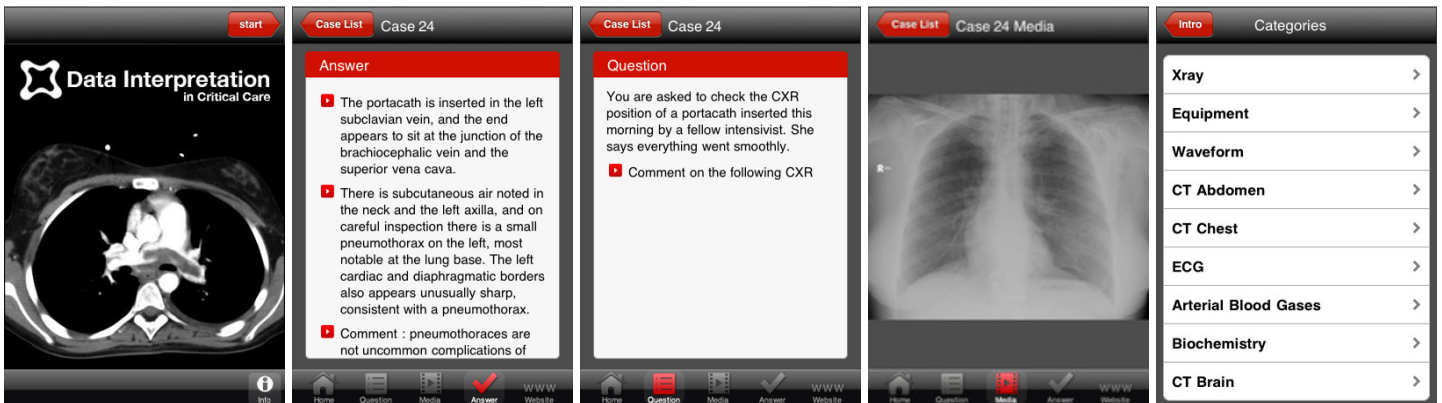 start
Data Interpretation
in Critical Care
Info
Case List
Case 24
Answer
The portacath is inserted in the left
subclavian vein, and the end
appears to sit at the junction of the
brachiocephalic vein and the
superior vena cava.
There is subcutaneous air noted in
the neck and the left axilla, and on
careful inspection there is a small
pneumothorax on the left, most
notable at the lung base. The left
cardiac and diaphragmatic borders
also appears unusually sharp,
consistent with a pneumothorax.
Comment : pneumothoraces are
not uncommon complications of
Home
Question
Media
Answer
www
Website
Case List
Case 24
Question
You are asked to check the CXR
position of a portacath inserted this
morning by a fellow intensivist. She
says everything went smoothly.
Comment on the following CXR
Home
Question
Media
Answer
www
Website
Case List
Case 24 Media
R
Home
Question
Media
Answer
www
Website
Intro
Categories
Xray
Equipment
Waveform
CT Abdomen
CT Chest
ECG
Arterial Blood Gases
Biochemistry
CT Brain